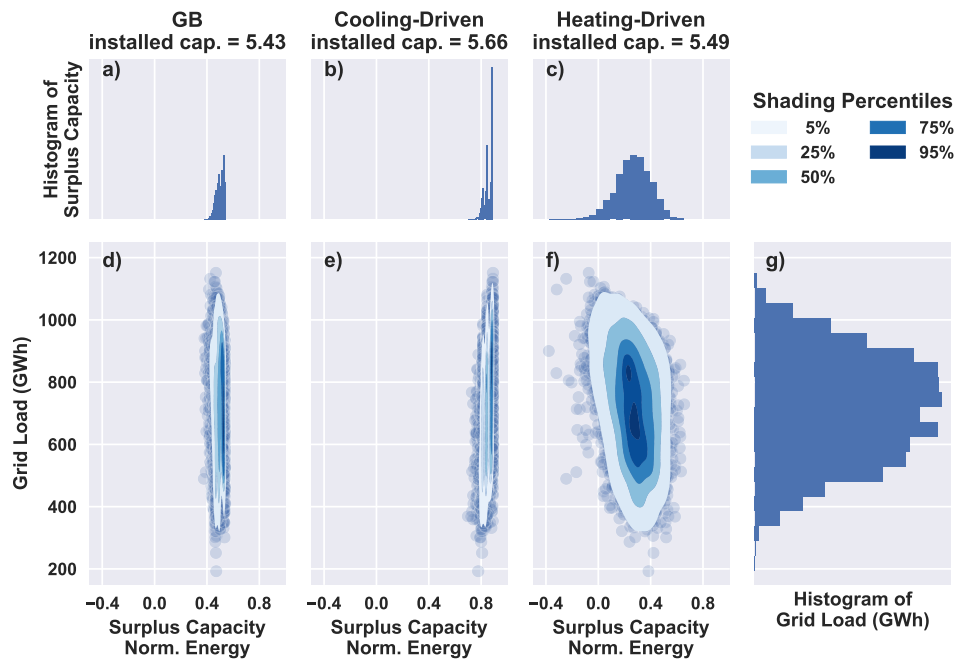 GB
installed cap. = 5.43
Cooling-Driven
installed cap. = 5.66
Heating-Driven
installed cap. = 5.49
Histogram of
Surplus Capacity
a)
b)
c)
Shading Percentiles
5%
25%
50%
75%
95%
Grid Load (GWh)
1200
1000
800
600
400
200
d)
e)
f)
g)
−0.4 0.0 0.4 0.8
−0.4 0.0 0.4 0.8
−0.4 0.0 0.4 0.8
Surplus Capacity
Norm. Energy
Surplus Capacity
Norm. Energy
Surplus Capacity
Norm. Energy
Histogram of
Grid Load (GWh)